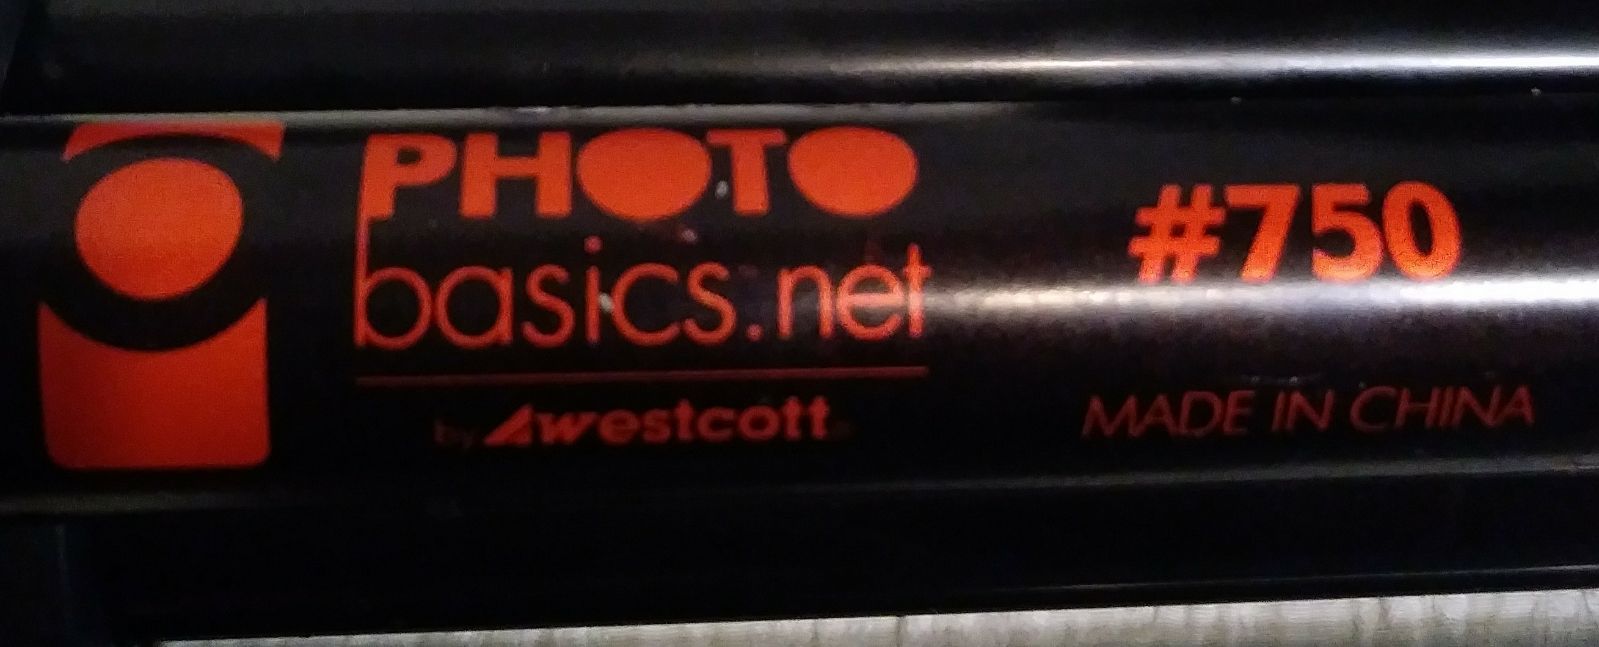 PHOTO
basics.net
by westcott
#750
MADE IN CHINA